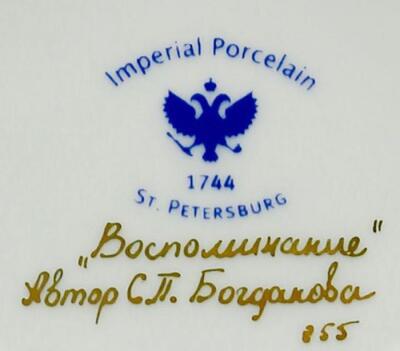 Imperial Porcelain
1744
St. Petersburg
"Воспоминание"
Автор С.П. Богданова
855